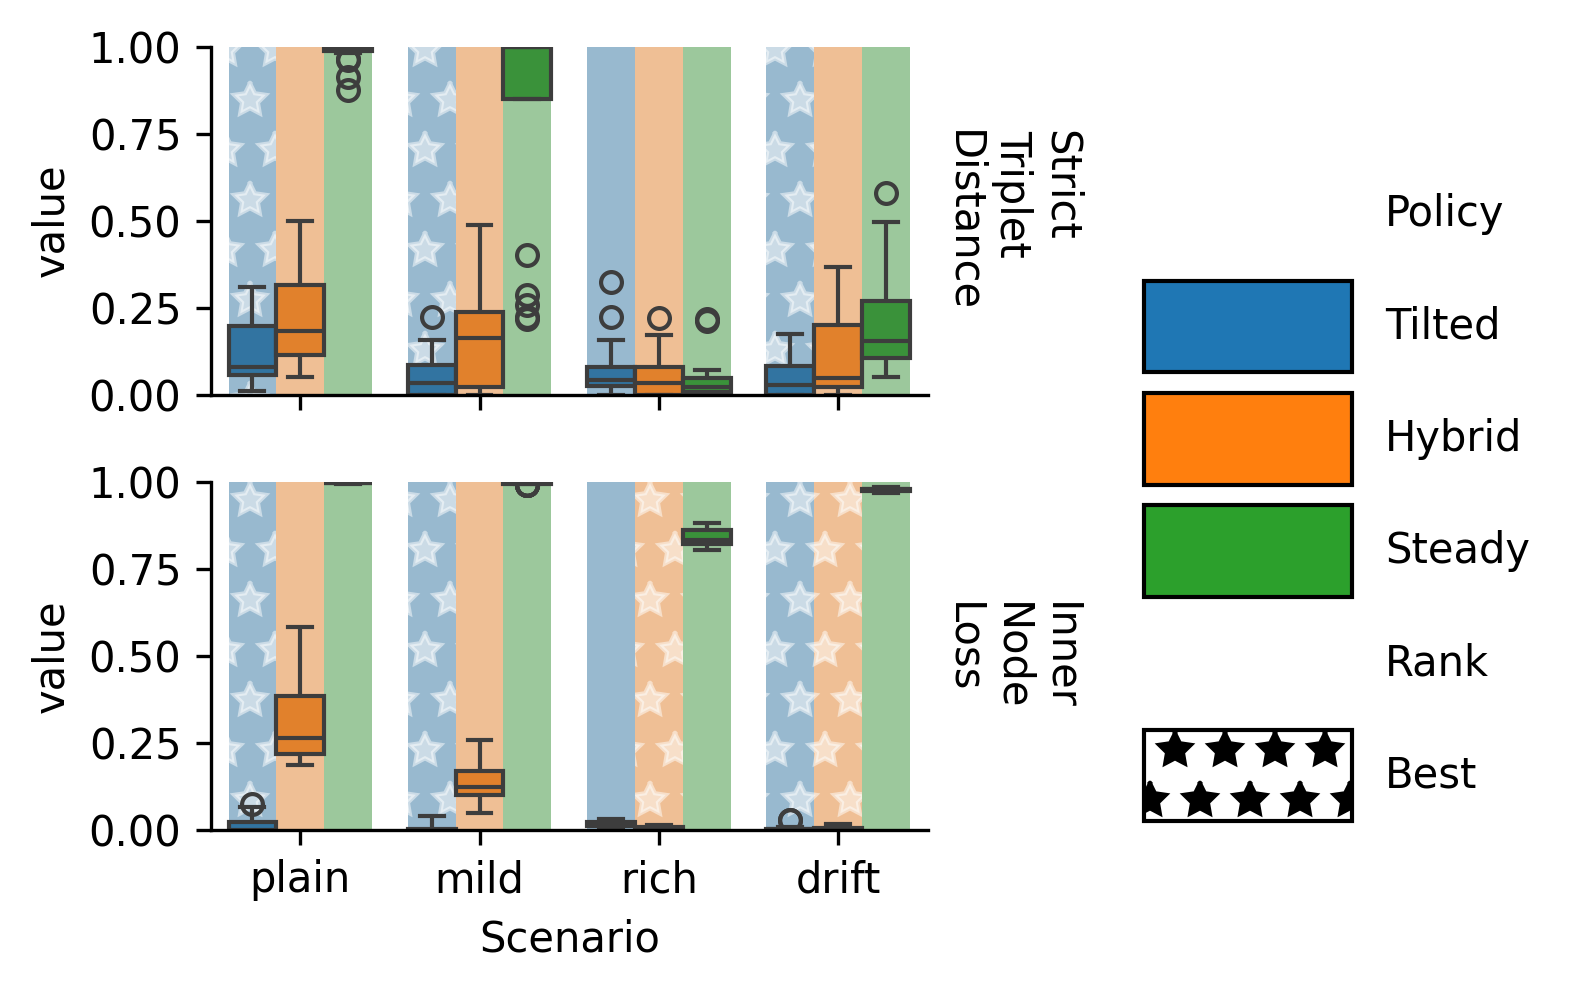 1.00
0.75
0.50
0.25
0.00
value
Strict
Triplet
Distance
1.00
0.75
0.50
0.25
0.00
value
Inner
Node
Loss
plain
mild
rich
drift
Scenario
Policy
Tilted
Hybrid
Steady
Rank
Best